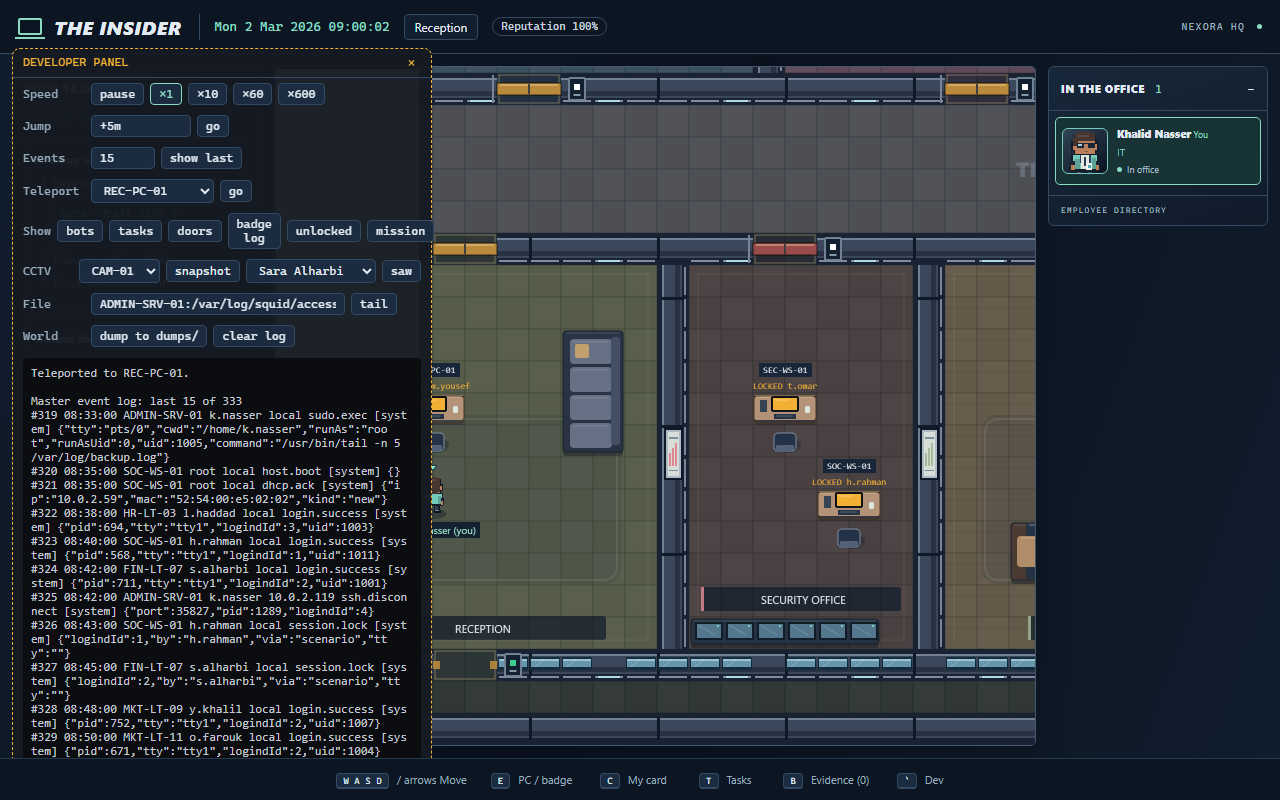 THE INSIDER
Mon 2 Mar 2026 09:00:02
Reception
Reputation 100%
NEXORA HQ
DEVELOPER PANEL ×
Speed pause ×1 ×10 ×60 ×600
Jump +5m go
Events 15 show last
Teleport REC-PC-01 go
Show bots tasks doors badge log unlocked mission
CCTV CAM-01 snapshot Sara Alharbi saw
File ADMIN-SRV-01:/var/log/squid/access tail
World dump to dumps/ clear log
Teleported to REC-PC-01.
Master event log: last 15 of 333
#319 08:33:00 ADMIN-SRV-01 k.nasser local sudo.exec [syst
em] {"tty":"pts/0","cwd":"/home/k.nasser","runAs":"roo
t","runAsUid":0,"uid":1005,"command":"/usr/bin/tail -n 5
/var/log/backup.log"}
#320 08:35:00 SOC-WS-01 root local host.boot [system] {}
#321 08:35:00 SOC-WS-01 root local dhcp.ack [system] {"i
p":"10.0.2.59","mac":"52:54:00:e5:02:02","kind":"new"}
#322 08:38:00 HR-LT-03 l.haddad local login.success [sys
tem] {"pid":694,"tty":"tty1","logindId":3,"uid":1003}
#323 08:40:00 SOC-WS-01 h.rahman local login.success [sys
tem] {"pid":568,"tty":"tty1","logindId":1,"uid":1011}
#324 08:42:00 FIN-LT-07 s.alharbi local login.success [sy
stem] {"pid":711,"tty":"tty1","logindId":2,"uid":1001}
#325 08:42:00 ADMIN-SRV-01 k.nasser 10.0.2.119 ssh.discon
nect [system] {"port":35827,"pid":1289,"logindId":4}
#326 08:43:00 SOC-WS-01 h.rahman local session.lock [syst
em] {"logindId":1,"by":"h.rahman","via":"scenario","tt
y":""}
#327 08:45:00 FIN-LT-07 s.alharbi local session.lock [sys
tem] {"logindId":2,"by":"s.alharbi","via":"scenario","tt
y":""}
#328 08:48:00 MKT-LT-09 y.khalil local login.success [sys
tem] {"pid":752,"tty":"tty1","logindId":2,"uid":1007}
#329 08:50:00 MKT-LT-11 o.farouk local login.success [sys
tem] {"pid":671,"tty":"tty1","logindId":2,"uid":1004}
PC-01
m.yousef
sser (you)
RECEPTION
SEC-WS-01
LOCKED t.omar
SOC-WS-01
LOCKED h.rahman
SECURITY OFFICE
TI
IN THE OFFICE 1 −
Khalid Nasser You
IT
In office
EMPLOYEE DIRECTORY
W A S D / arrows Move
E PC / badge
C My card
T Tasks
B Evidence (0)
` Dev